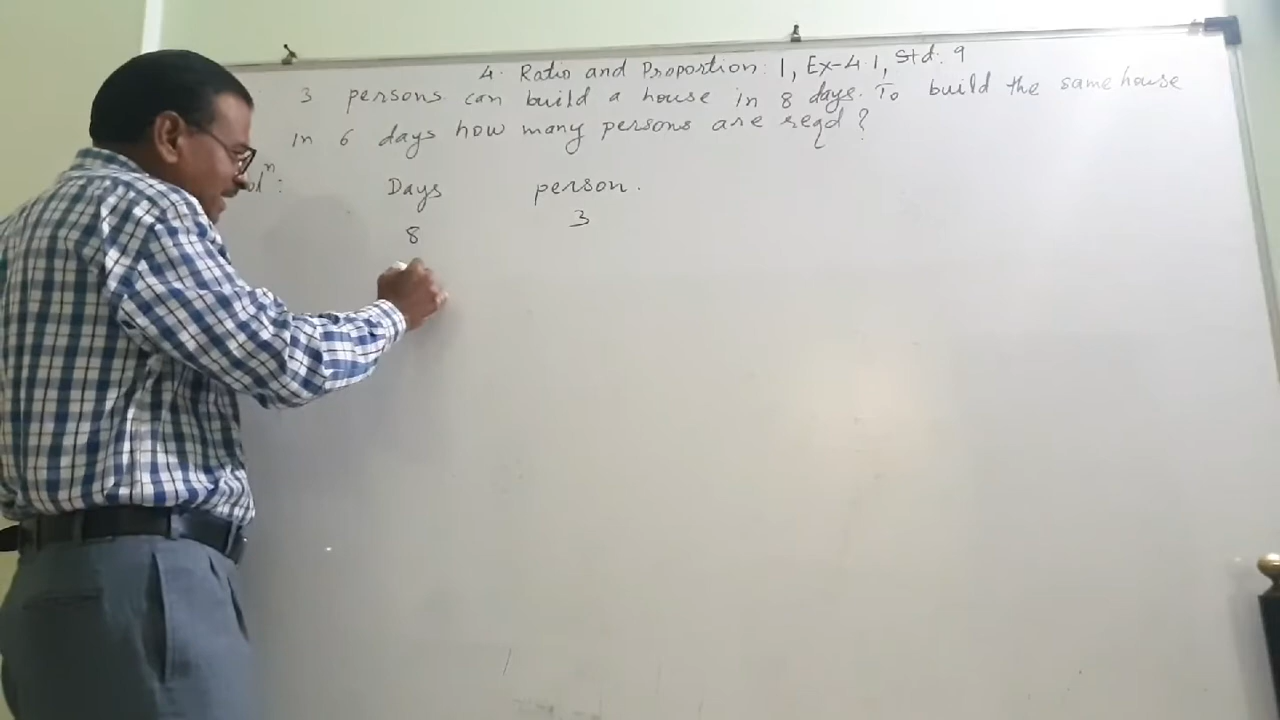 4. Ratio and Proportion: 1, Ex-4.1, Std. 9
3 persons can build a house in 8 days. To build the same house
in 6 days how many persons are reqd ?
Days person.
8 3